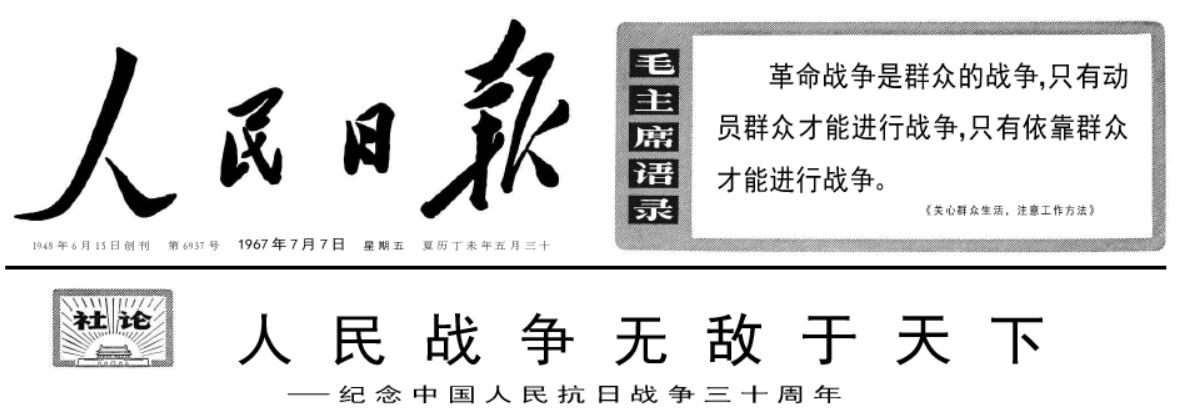 人民日報
1948年6月15日创刊 第6937号 1967年7月7日 星期五 夏历丁未年五月三十
毛主席语录
革命战争是群众的战争,只有动
员群众才能进行战争,只有依靠群众
才能进行战争。
《关心群众生活，注意工作方法》
社论
人民战争无敌于天下
——纪念中国人民抗日战争三十周年